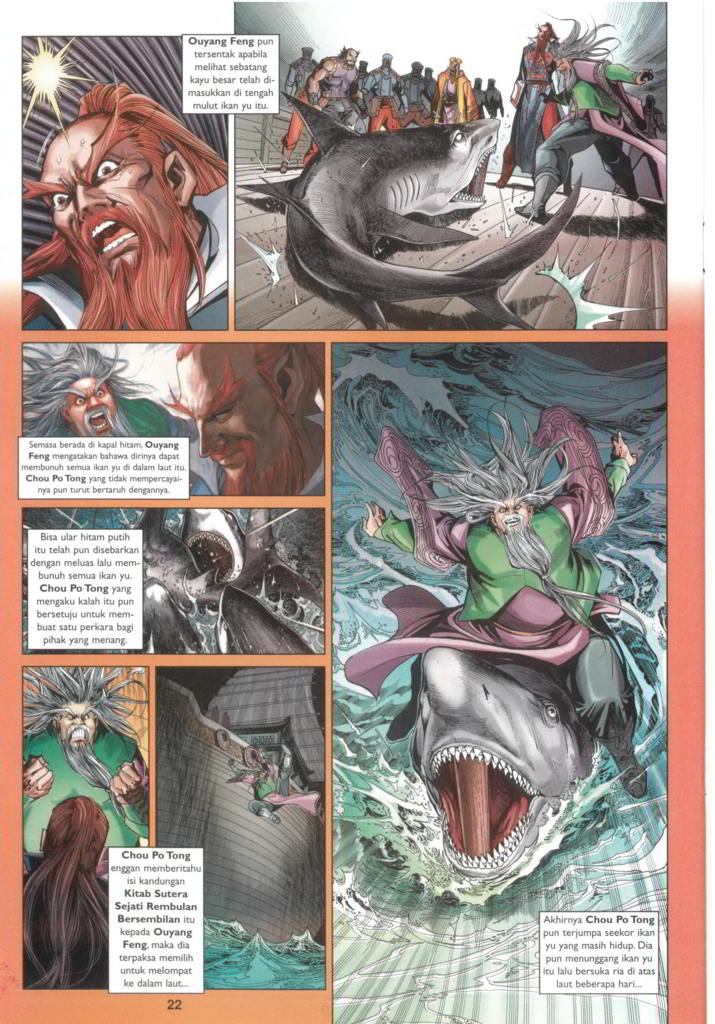 Ouyang Feng pun
tersentak apabila
melihat sebatang
kayu besar telah di-
masukkan di tengah
mulut ikan yu itu.
Semasa berada di kapal hitam, Ouyang
Feng mengatakan bahawa dirinya dapat
membunuh semua ikan yu di dalam laut itu.
Chou Po Tong yang tidak mempercayai-
nya pun turut bertaruh dengannya.
Bisa ular hitam putih
itu telah pun disebarkan
dengan meluas lalu mem-
bunuh semua ikan yu.
Chou Po Tong yang
mengaku kalah itu pun
bersetuju untuk mem-
buat satu perkara bagi
pihak yang menang.
Chou Po Tong
enggan memberitahu
isi kandungan
Kitab Sutera
Sejati Rembulan
Bersembilan itu
kepada Ouyang
Feng, maka dia
terpaksa memilih
untuk melompat
ke dalam laut...
Akhirnya Chou Po Tong
pun terjumpa seekor ikan
yu yang masih hidup. Dia
pun menunggang ikan yu
itu lalu bersuka ria di atas
laut beberapa hari...
22